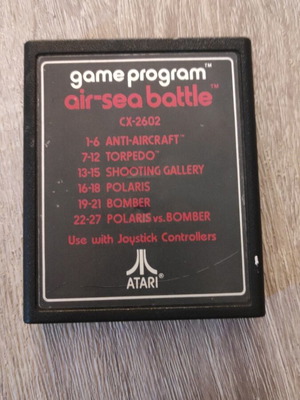 game program™
air-sea battle™
CX-2602
1-6 ANTI-AIRCRAFT™
7-12 TORPEDO™
13-15 SHOOTING GALLERY
16-18 POLARIS
19-21 BOMBER
22-27 POLARIS vs. BOMBER
Use with Joystick Controllers
ATARI®